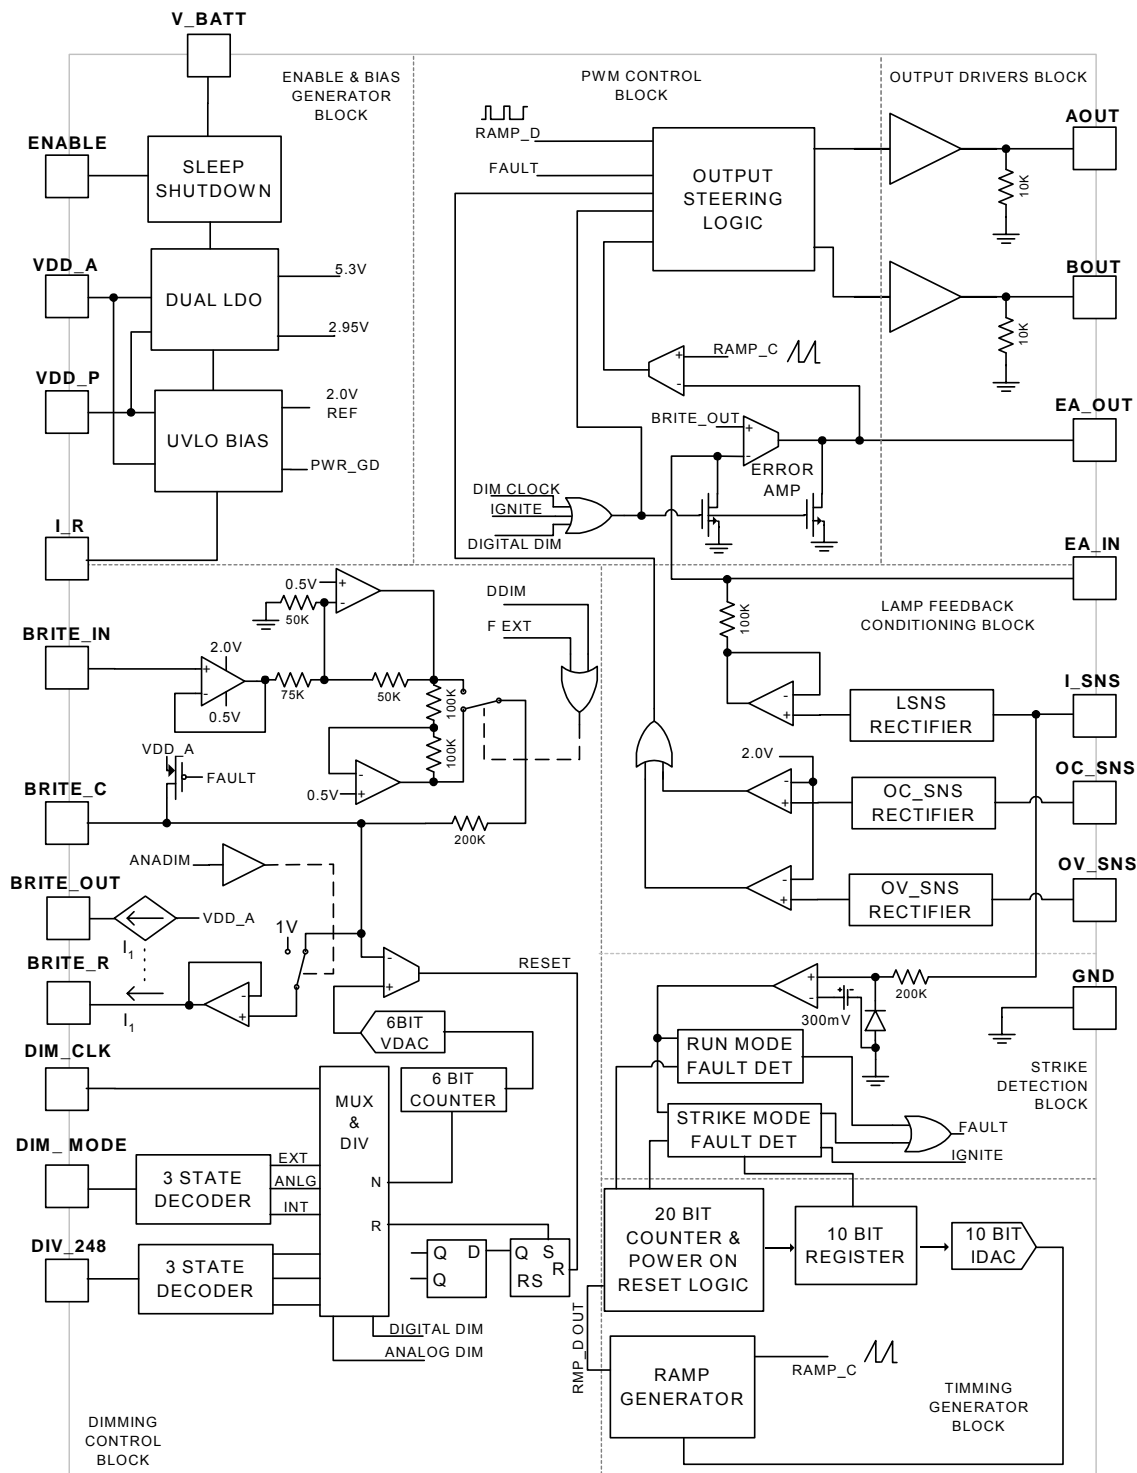 V_BATT
ENABLE & BIAS
GENERATOR
BLOCK
PWM CONTROL
BLOCK
OUTPUT DRIVERS BLOCK
ENABLE
SLEEP
SHUTDOWN
RAMP_D
FAULT
OUTPUT
STEERING
LOGIC
AOUT
10K
VDD_A
DUAL LDO
5.3V
2.95V
BOUT
10K
RAMP_C
+
-
VDD_P
UVLO BIAS
2.0V
REF
PWR_GD
BRITE_OUT
+
-
ERROR
AMP
EA_OUT
DIM CLOCK
IGNITE
DIGITAL DIM
I_R
EA_IN
0.5V
+
-
50K
DDIM
F EXT
100K
LAMP FEEDBACK
CONDITIONING BLOCK
BRITE_IN
2.0V
+
-
0.5V
75K
50K
100K
100K
-
+
0.5V
-
+
LSNS
RECTIFIER
I_SNS
VDD_A
FAULT
2.0V
-
+
OC_SNS
RECTIFIER
OC_SNS
BRITE_C
200K
ANADIM
-
+
OV_SNS
RECTIFIER
OV_SNS
BRITE_OUT
VDD_A
I1
1V
BRITE_R
I1
-
+
-
+
RESET
+
-
+
-
300mV
200K
GND
6BIT
VDAC
DIM_CLK
6 BIT
COUNTER
MUX
&
DIV
RUN MODE
FAULT DET
STRIKE
DETECTION
BLOCK
STRIKE MODE
FAULT DET
FAULT
IGNITE
DIM_ MODE
3 STATE
DECODER
EXT
ANLG
INT
N
R
20 BIT
COUNTER &
POWER ON
RESET LOGIC
10 BIT
REGISTER
10 BIT
IDAC
DIV_248
3 STATE
DECODER
Q
D
Q
Q
S
R
RS
DIGITAL DIM
ANALOG DIM
RMP_D OUT
RAMP
GENERATOR
RAMP_C
TIMMING
GENERATOR
BLOCK
DIMMING
CONTROL
BLOCK